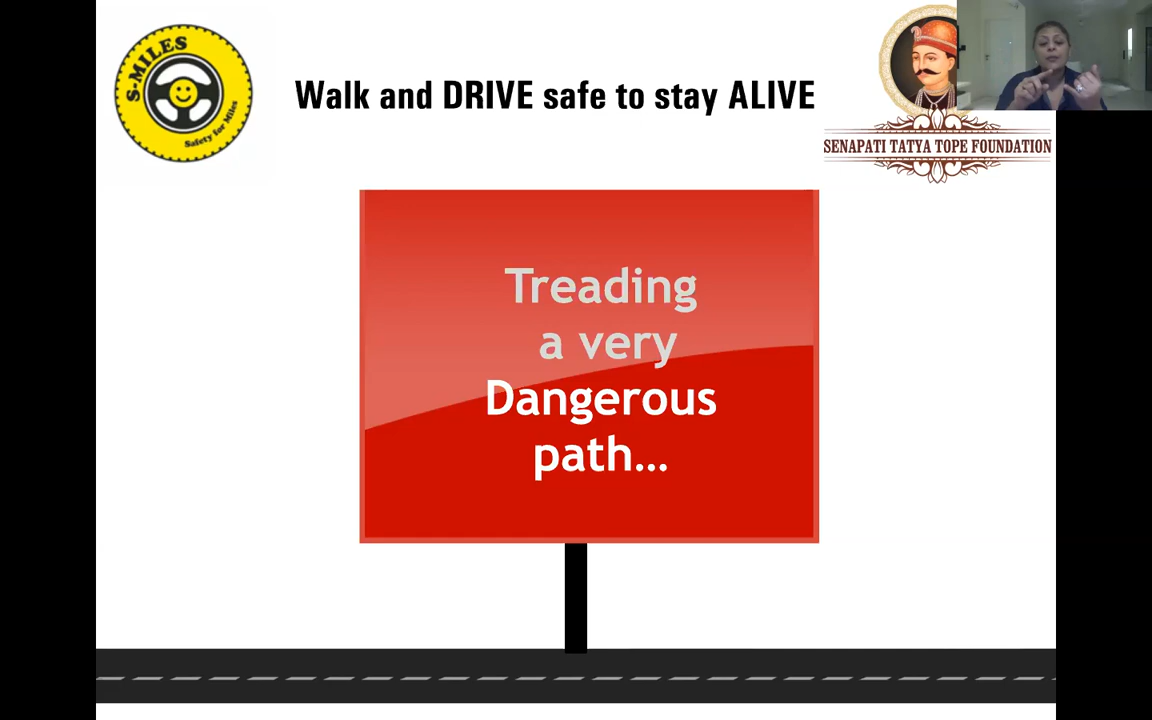 S-MILES
Safety for Miles
Walk and DRIVE safe to stay ALIVE
SENAPATI TATYA TOPE FOUNDATION
Treading
a very
Dangerous
path...